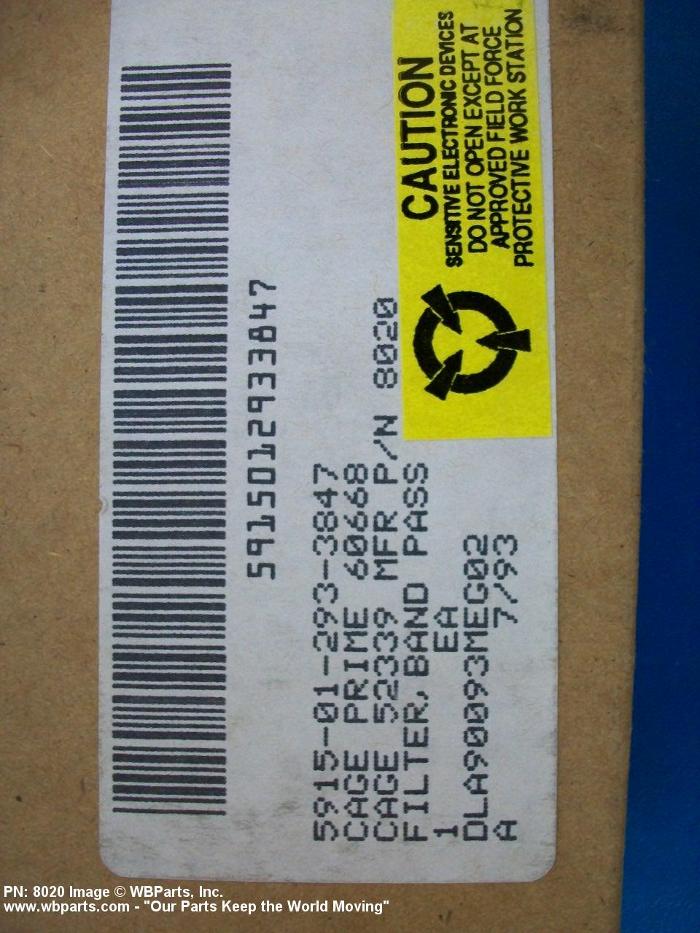 5915012933847
5915-01-293-3847
CAGE PRIME 60668
CAGE 52339 MFR P/N 8020
FILTER, BAND PASS
1 EA
DLA90093MEG02
A 7/93
CAUTION
SENSITIVE ELECTRONIC DEVICES
DO NOT OPEN EXCEPT AT
APPROVED FIELD FORCE
PROTECTIVE WORK STATION
PN: 8020 Image © WBParts, Inc.
www.wbparts.com - "Our Parts Keep the World Moving"